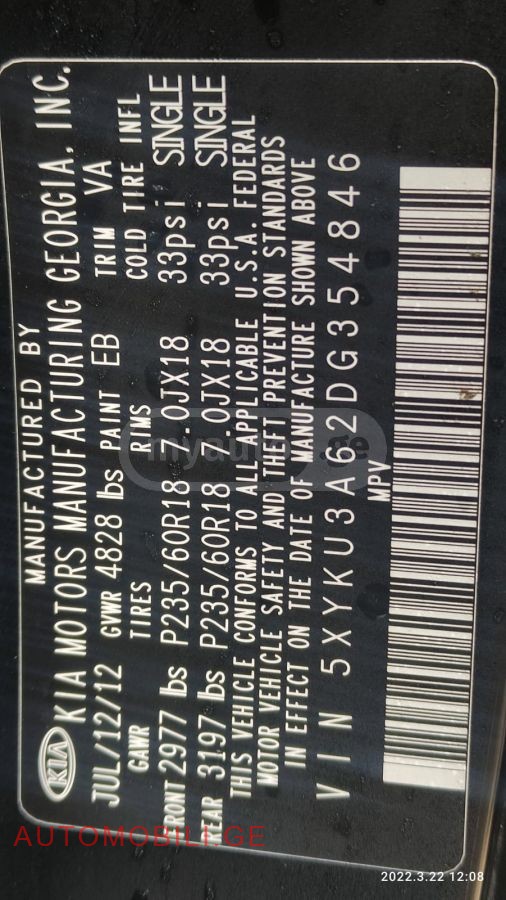 MANUFACTURED BY
KIA KIA MOTORS MANUFACTURING GEORGIA, INC.
JUL/12/12 GVWR 4828 lbs PAINT EB TRIM VA
GAWR TIRES RIMS COLD TIRE INFL
FRONT 2977 lbs P235/60R18 7.0JX18 33psi SINGLE
REAR 3197 lbs P235/60R18 7.0JX18 33psi SINGLE
THIS VEHICLE CONFORMS TO ALL APPLICABLE U.S.A. FEDERAL
MOTOR VEHICLE SAFETY AND THEFT PREVENTION STANDARDS
IN EFFECT ON THE DATE OF MANUFACTURE SHOWN ABOVE
VIN 5XYKU3A62DG354846
MPV
myauto.ge
AUTOMOBILI.GE
2022.3.22 12:08